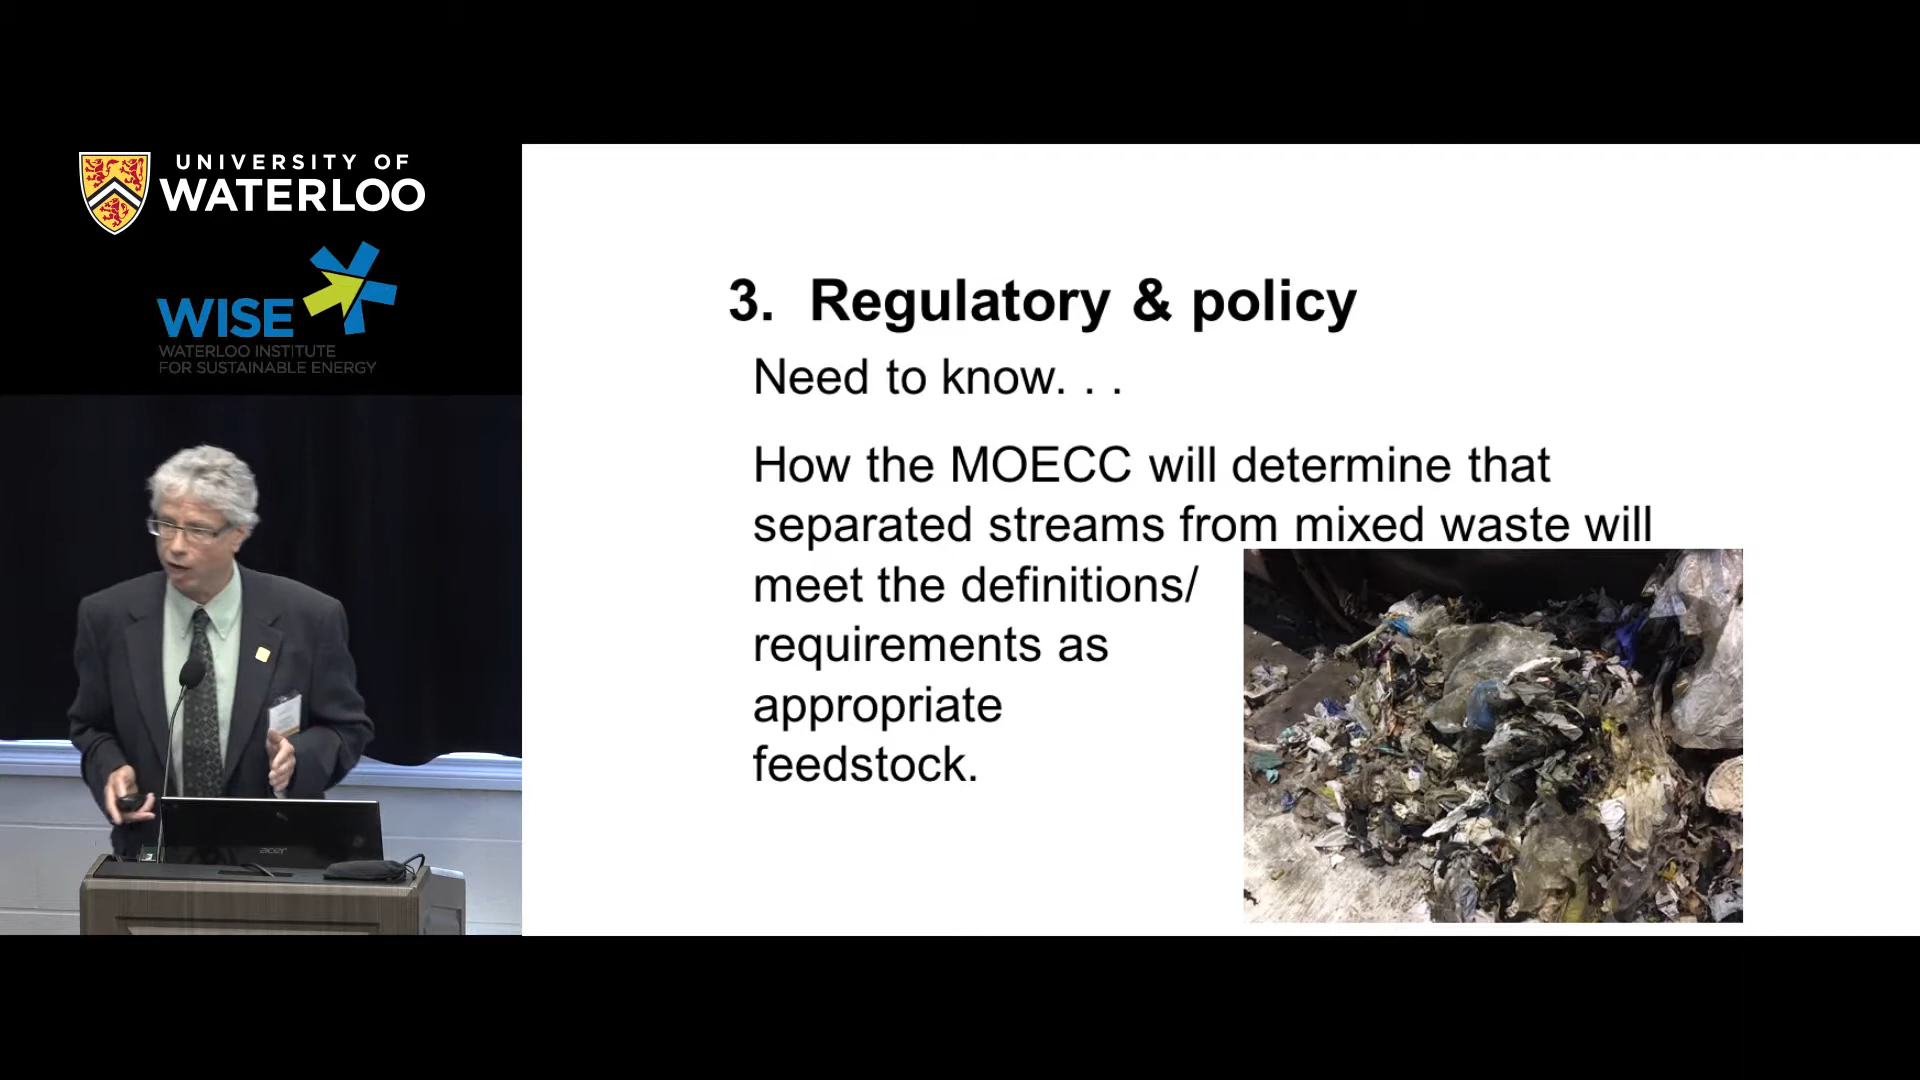 UNIVERSITY OF
WATERLOO
WISE
WATERLOO INSTITUTE
FOR SUSTAINABLE ENERGY
3. Regulatory & policy
Need to know. . .
How the MOECC will determine that
separated streams from mixed waste will
meet the definitions/
requirements as
appropriate
feedstock.
acer